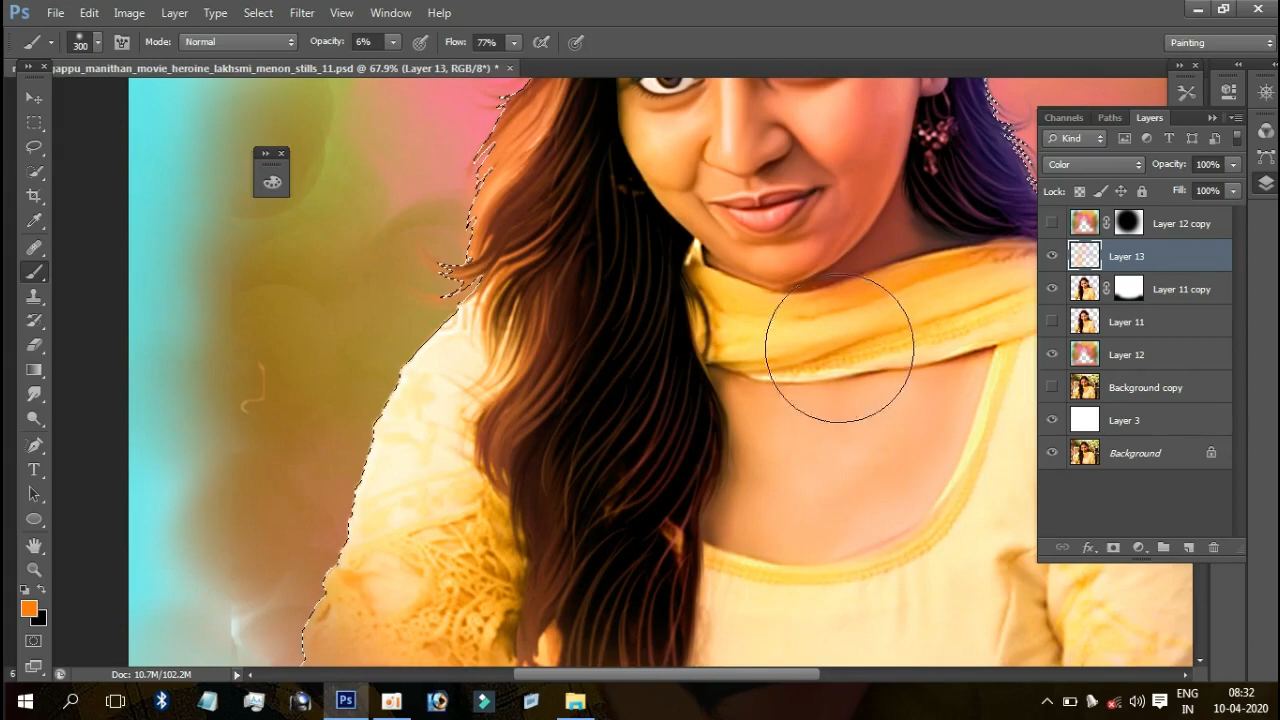 Ps File Edit Image Layer Type Select Filter View Window Help
300 Mode: Normal Opacity: 6% Flow: 77% Painting
gappu_manithan_movie_heroine_lakhsmi_menon_stills_11.psd @ 67.9% (Layer 13, RGB/8*) * ×
Channels Paths Layers
Kind
Color Opacity: 100%
Lock: Fill: 100%
Layer 12 copy
Layer 13
Layer 11 copy
Layer 11
Layer 12
Background copy
Layer 3
Background
6 Doc: 10.7M/102.2M
Ps
ENG 08:32
IN 10-04-2020